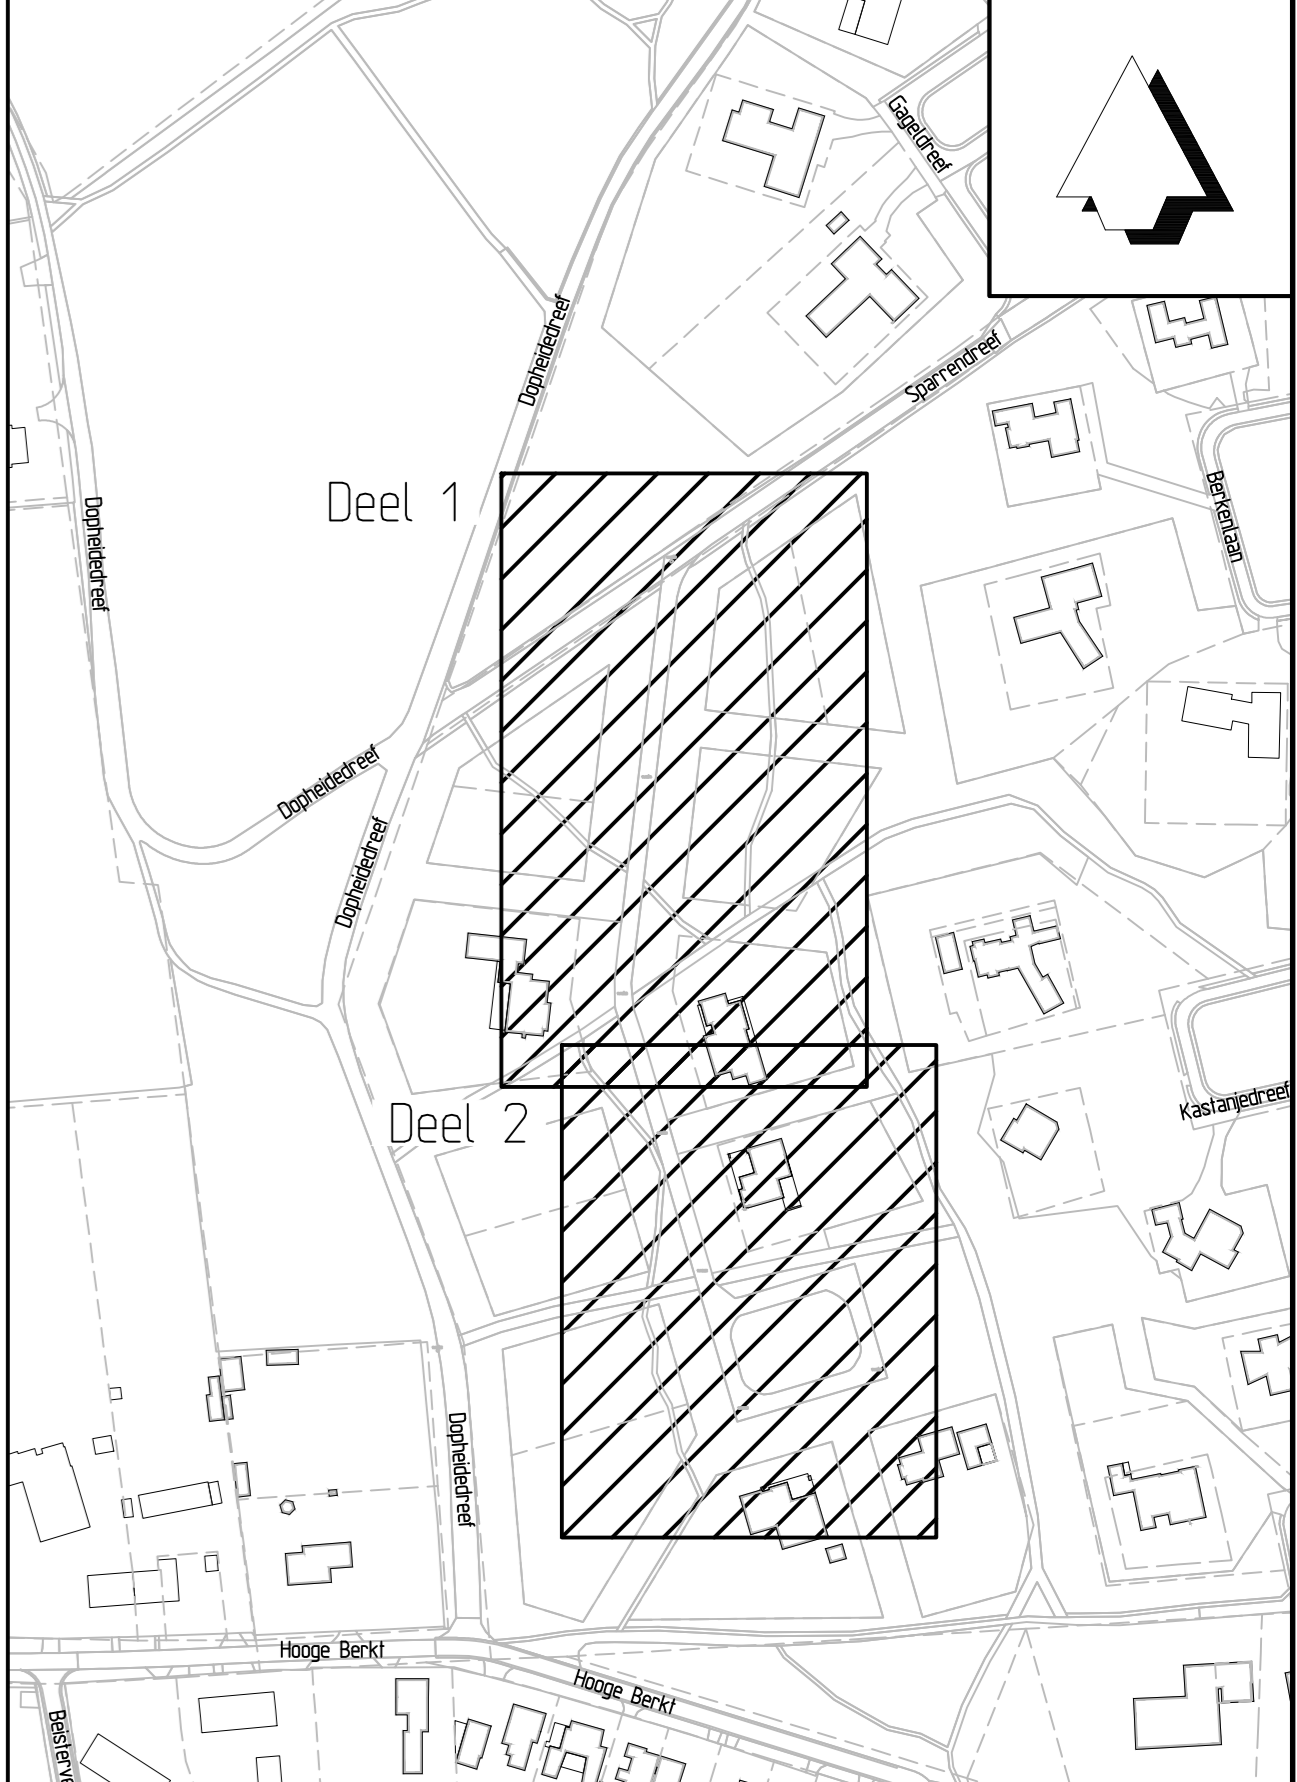 Gageldreef
Dopheidedreef
Sparrendreef
Deel 1
Berkenlaan
Dopheidedreef
Dopheidedreef
Dopheidedreef
Kastanjedreef
Deel 2
Dopheidedreef
Hooge Berkt
Hooge Berkt